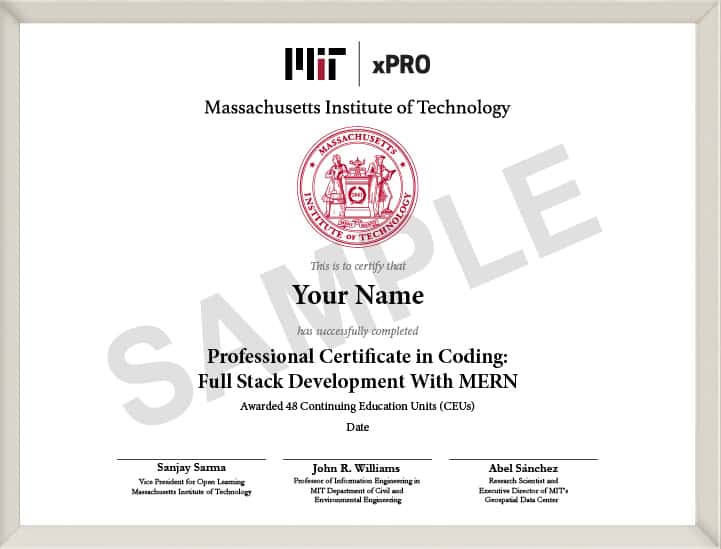 MIT xPRO
Massachusetts Institute of Technology
MASSACHUSETTS
INSTITUTE OF TECHNOLOGY
This is to certify that
Your Name
has successfully completed
Professional Certificate in Coding:
Full Stack Development With MERN
Awarded 48 Continuing Education Units (CEUs)
Date
SAMPLE
Sanjay Sarma
Vice President for Open Learning
Massachusetts Institute of Technology
John R. Williams
Professor of Information Engineering in
MIT Department of Civil and
Environmental Engineering
Abel Sánchez
Research Scientist and
Executive Director of MIT's
Geospatial Data Center